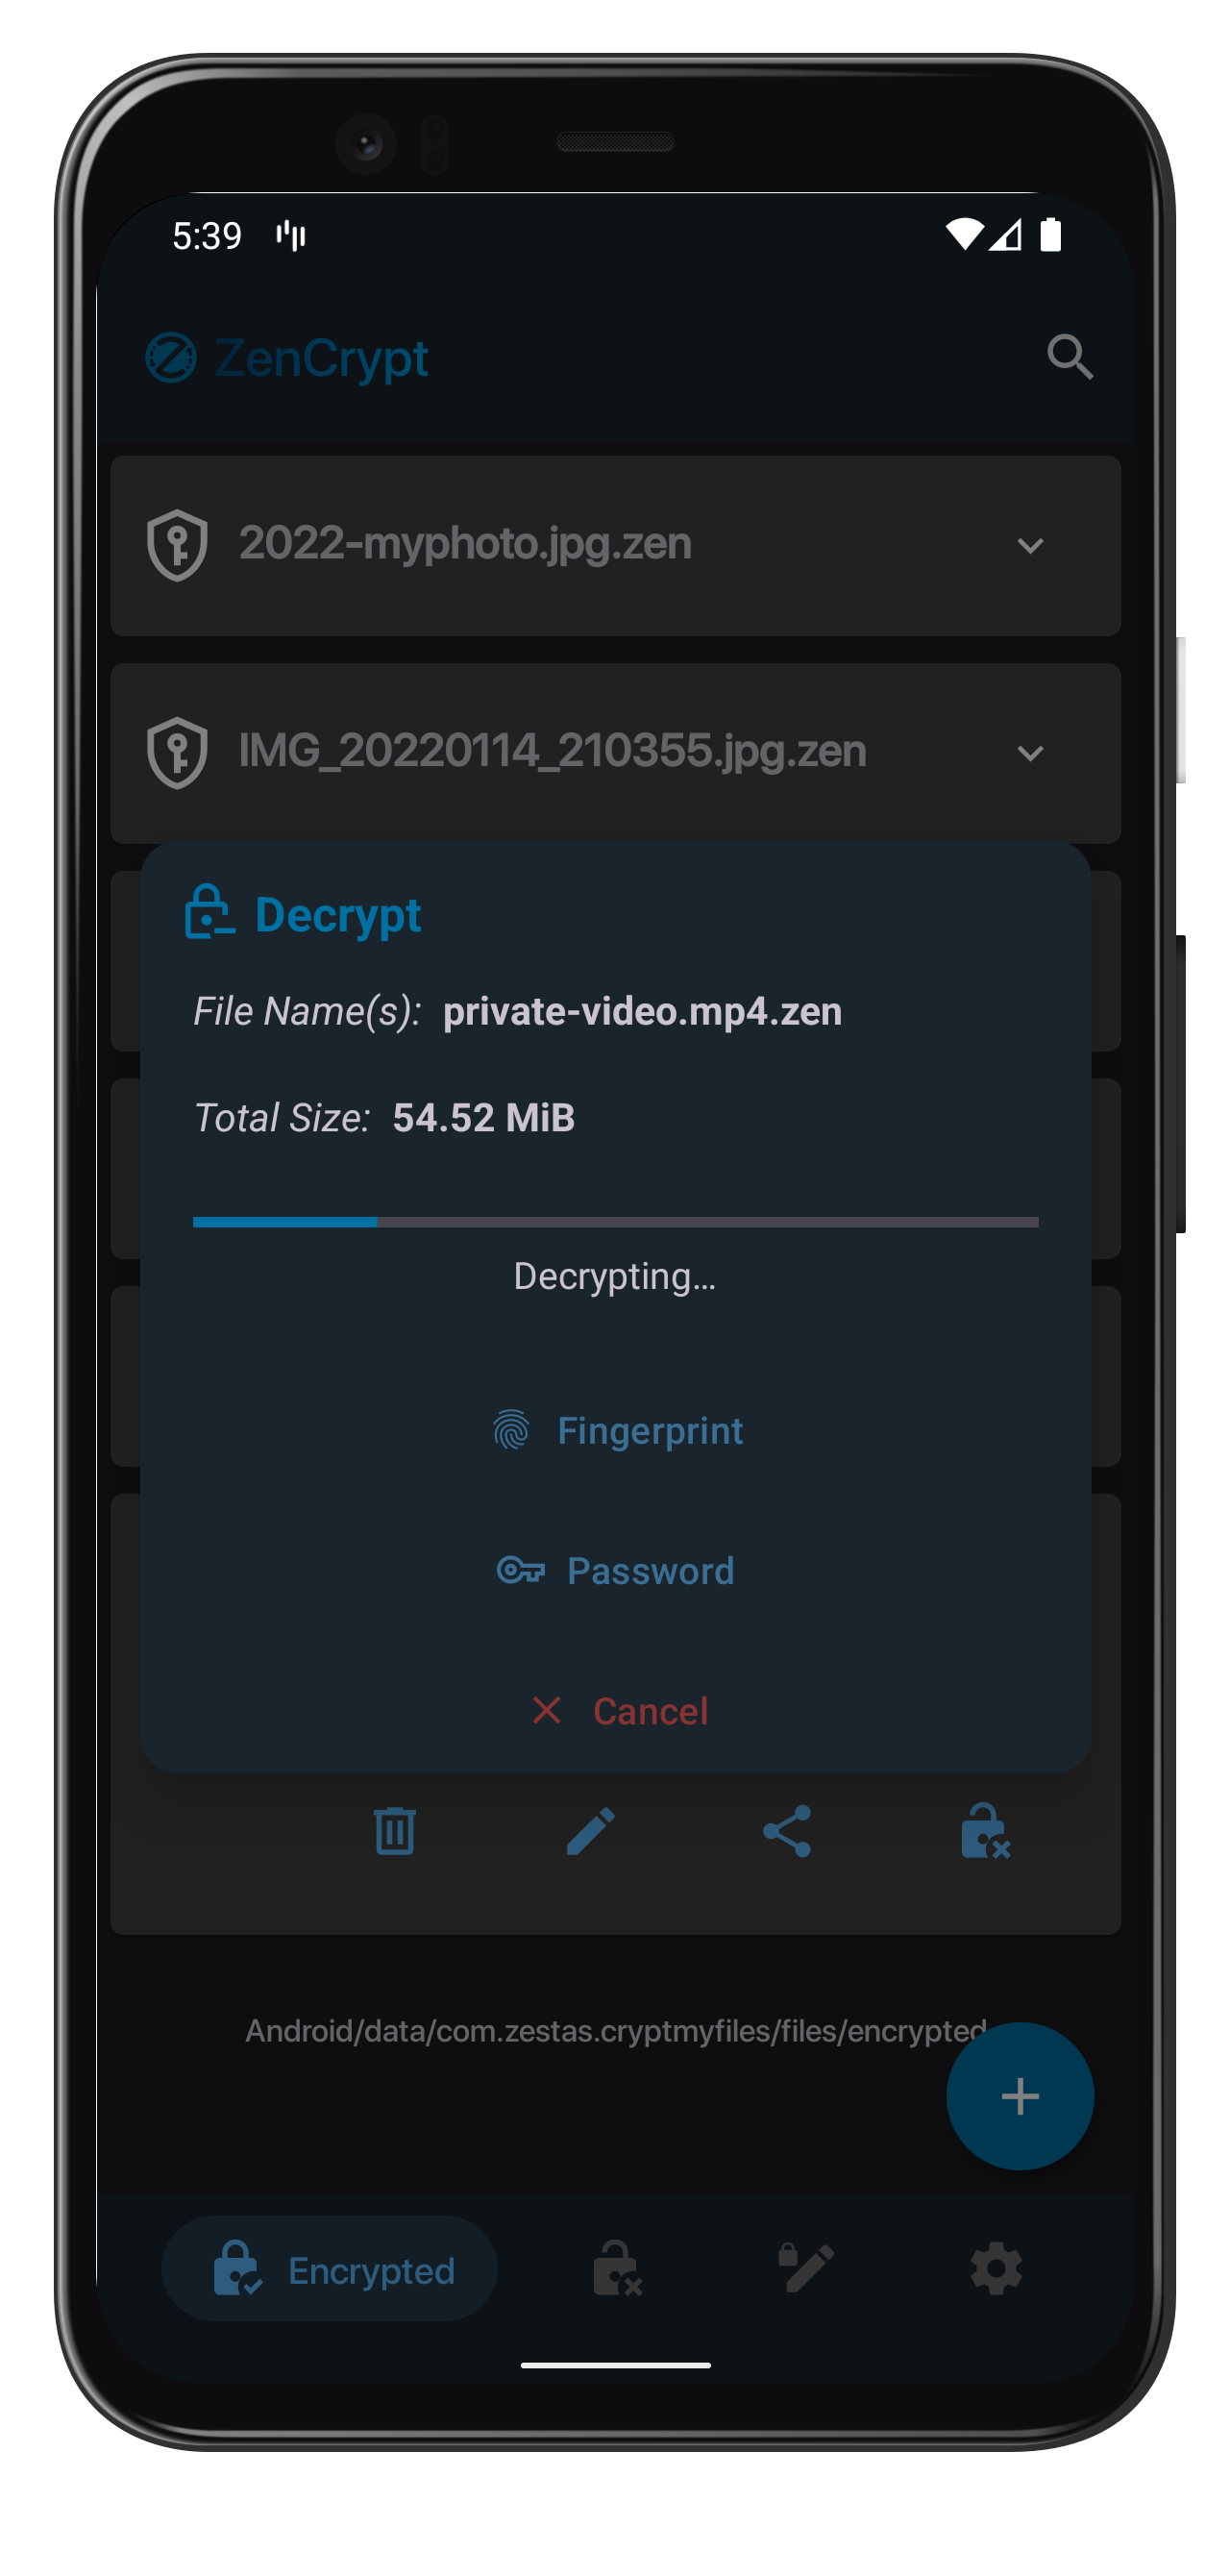 5:39
ZenCrypt
2022-myphoto.jpg.zen
IMG_20220114_210355.jpg.zen
Decrypt
File Name(s): private-video.mp4.zen
Total Size: 54.52 MiB
Decrypting...
Fingerprint
Password
Cancel
Android/data/com.zestas.cryptmyfiles/files/encrypted
Encrypted